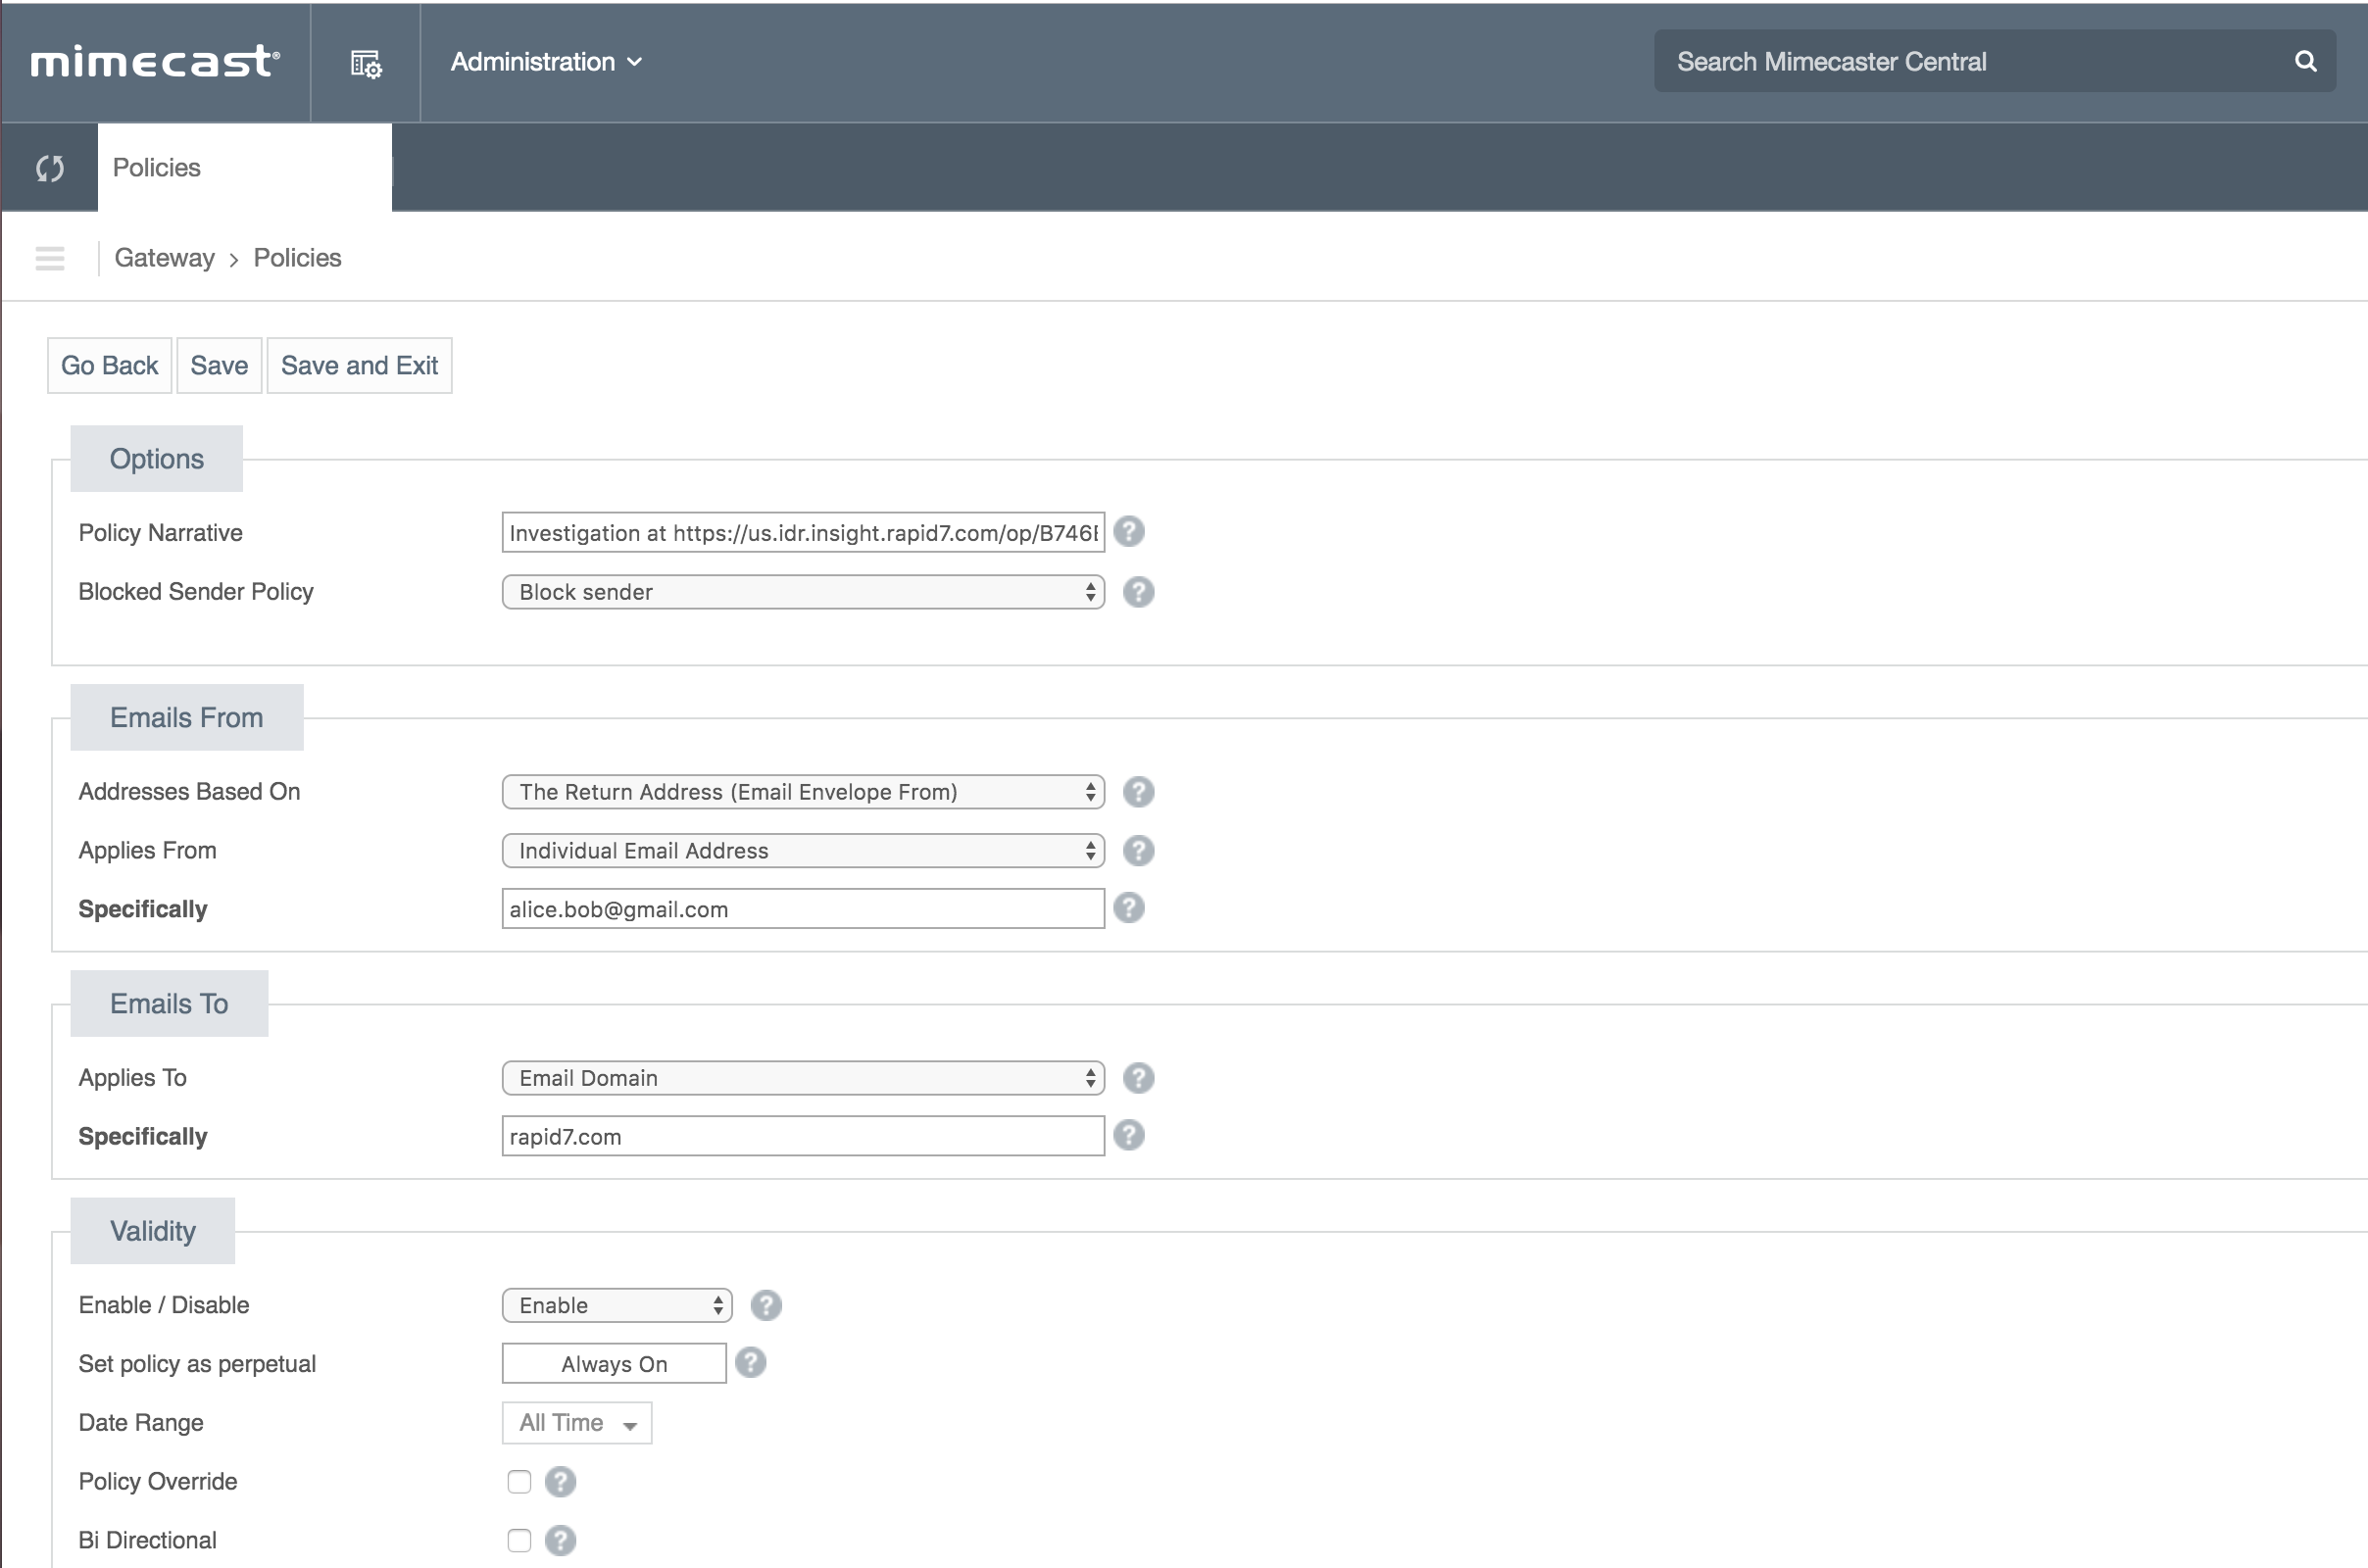 mimecast®
Administration
Search Mimecaster Central
Policies
Gateway > Policies
Go Back
Save
Save and Exit
Options
Policy Narrative
Investigation at https://us.idr.insight.rapid7.com/op/B746
?
Blocked Sender Policy
Block sender
?
Emails From
Addresses Based On
The Return Address (Email Envelope From)
?
Applies From
Individual Email Address
?
Specifically
alice.bob@gmail.com
?
Emails To
Applies To
Email Domain
?
Specifically
rapid7.com
?
Validity
Enable / Disable
Enable
?
Set policy as perpetual
Always On
?
Date Range
All Time
Policy Override
?
Bi Directional
?